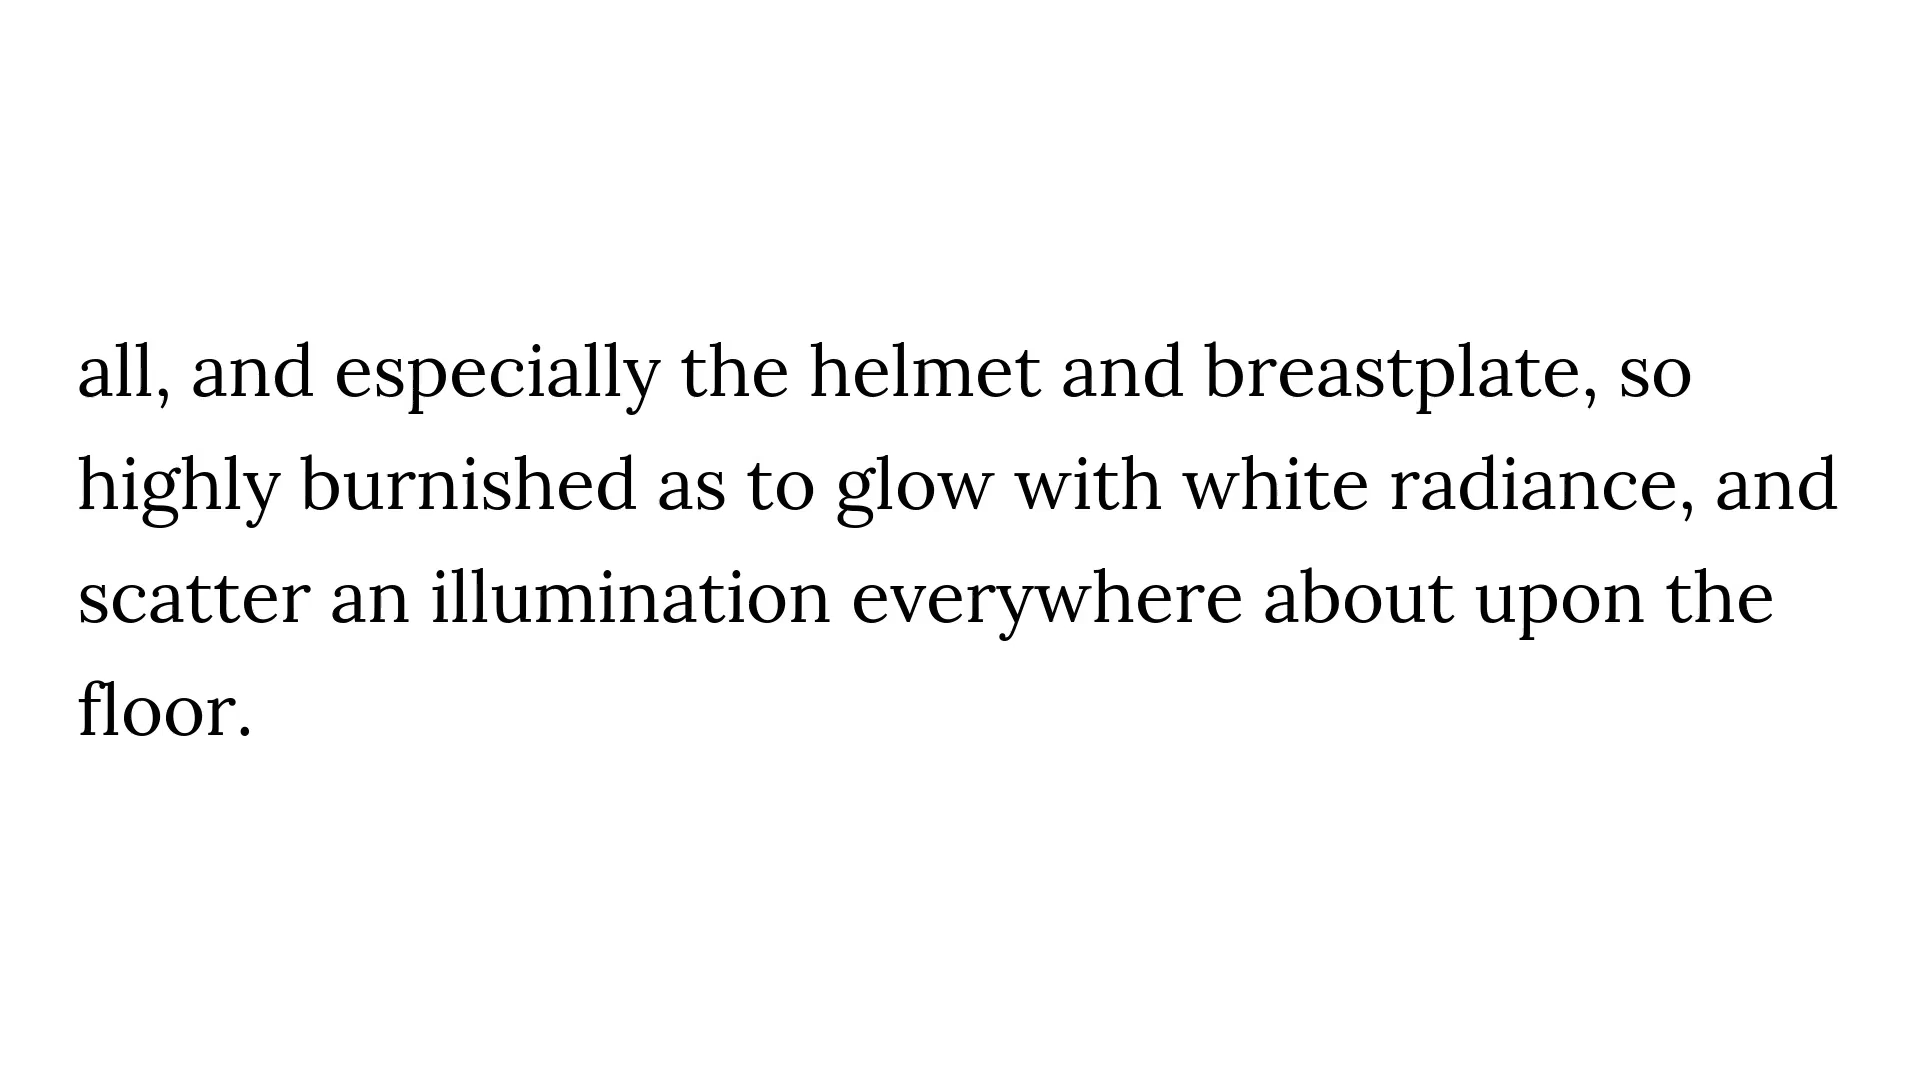 all, and especially the helmet and breastplate, so
highly burnished as to glow with white radiance, and
scatter an illumination everywhere about upon the
floor.